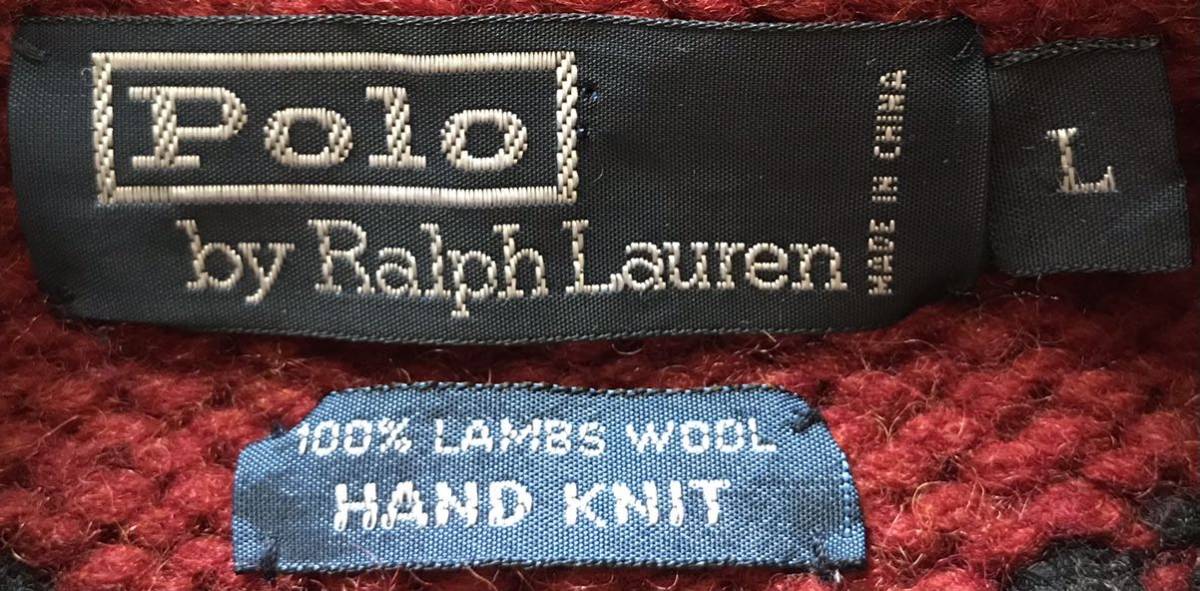 Polo
by Ralph Lauren
MADE IN CHINA
L
100% LAMBS WOOL
HAND KNIT